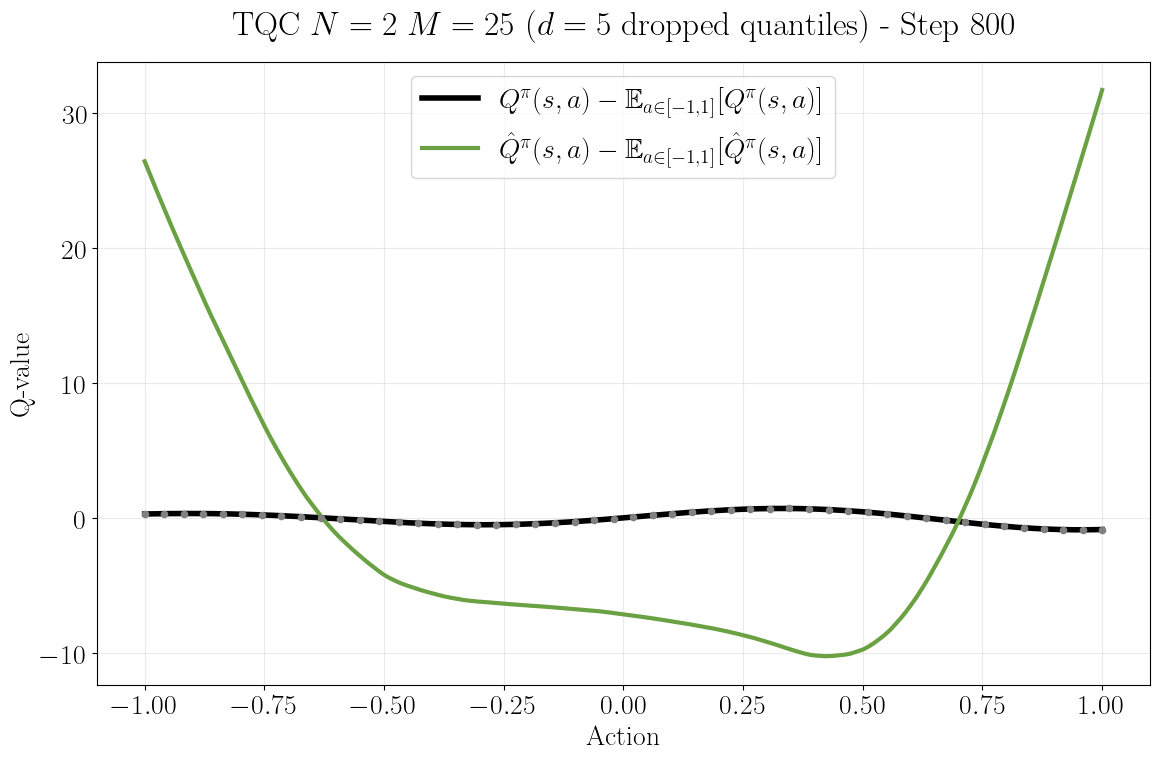 TQC N = 2 M = 25 (d = 5 dropped quantiles) - Step 800
Q^π(s, a) − 𝔼_{a∈[−1,1]}[Q^π(s, a)]
Q̂^π(s, a) − 𝔼_{a∈[−1,1]}[Q̂^π(s, a)]
30
20
10
0
−10
Q-value
−1.00 −0.75 −0.50 −0.25 0.00 0.25 0.50 0.75 1.00
Action